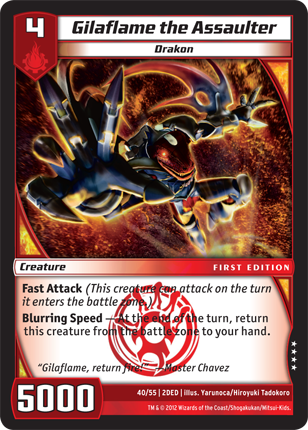 4
Gilaflame the Assaulter
Drakon
Creature
FIRST EDITION
Fast Attack (This creature can attack on the turn
it enters the battle zone.)
Blurring Speed — At the end of the turn, return
this creature from the battle zone to your hand.
"Gilaflame, return fire!" —Master Chavez
5000
40/55 | 2DED | illus. Yarunoca/Hiroyuki Tadokoro
TM & © 2012 Wizards of the Coast/Shogakukan/Mitsui-Kids.